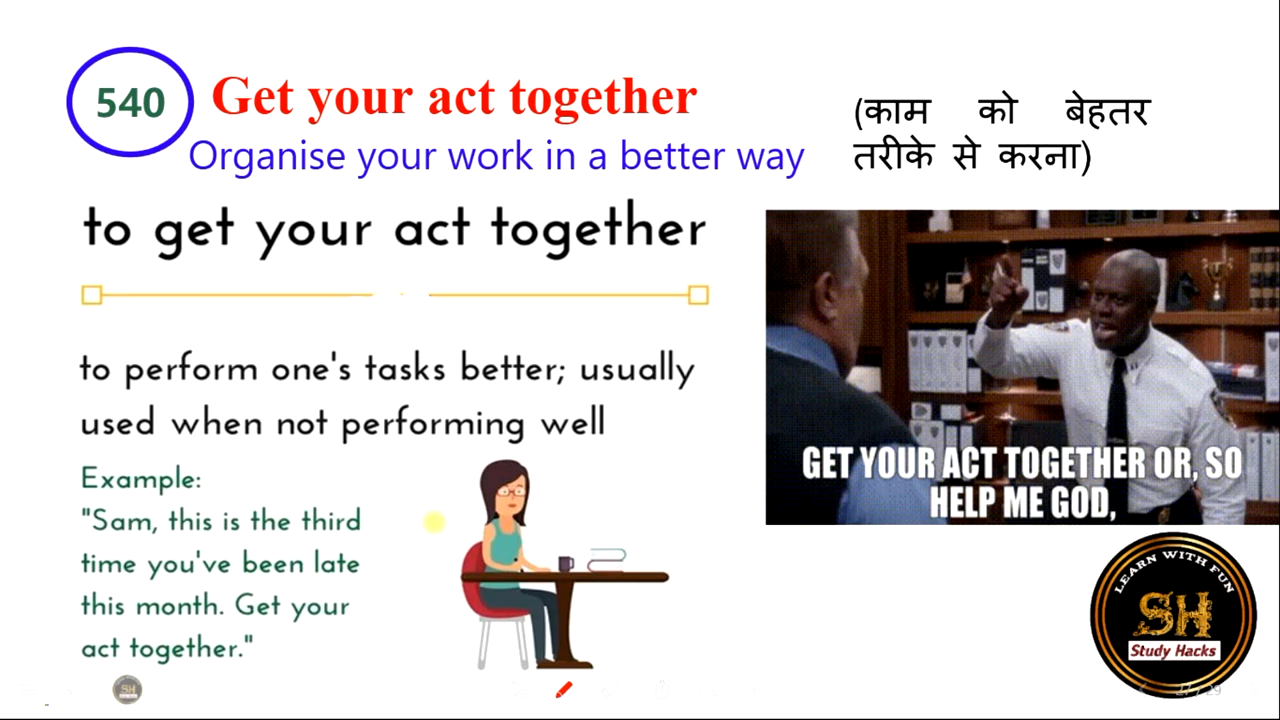 540
Get your act together
Organise your work in a better way
(काम को बेहतर
तरीके से करना)
to get your act together
to perform one's tasks better; usually
used when not performing well
Example:
"Sam, this is the third
time you've been late
this month. Get your
act together."
GET YOUR ACT TOGETHER OR, SO
HELP ME GOD,
LEARN WITH FUN
SH
Study Hacks
SH
27 / 29